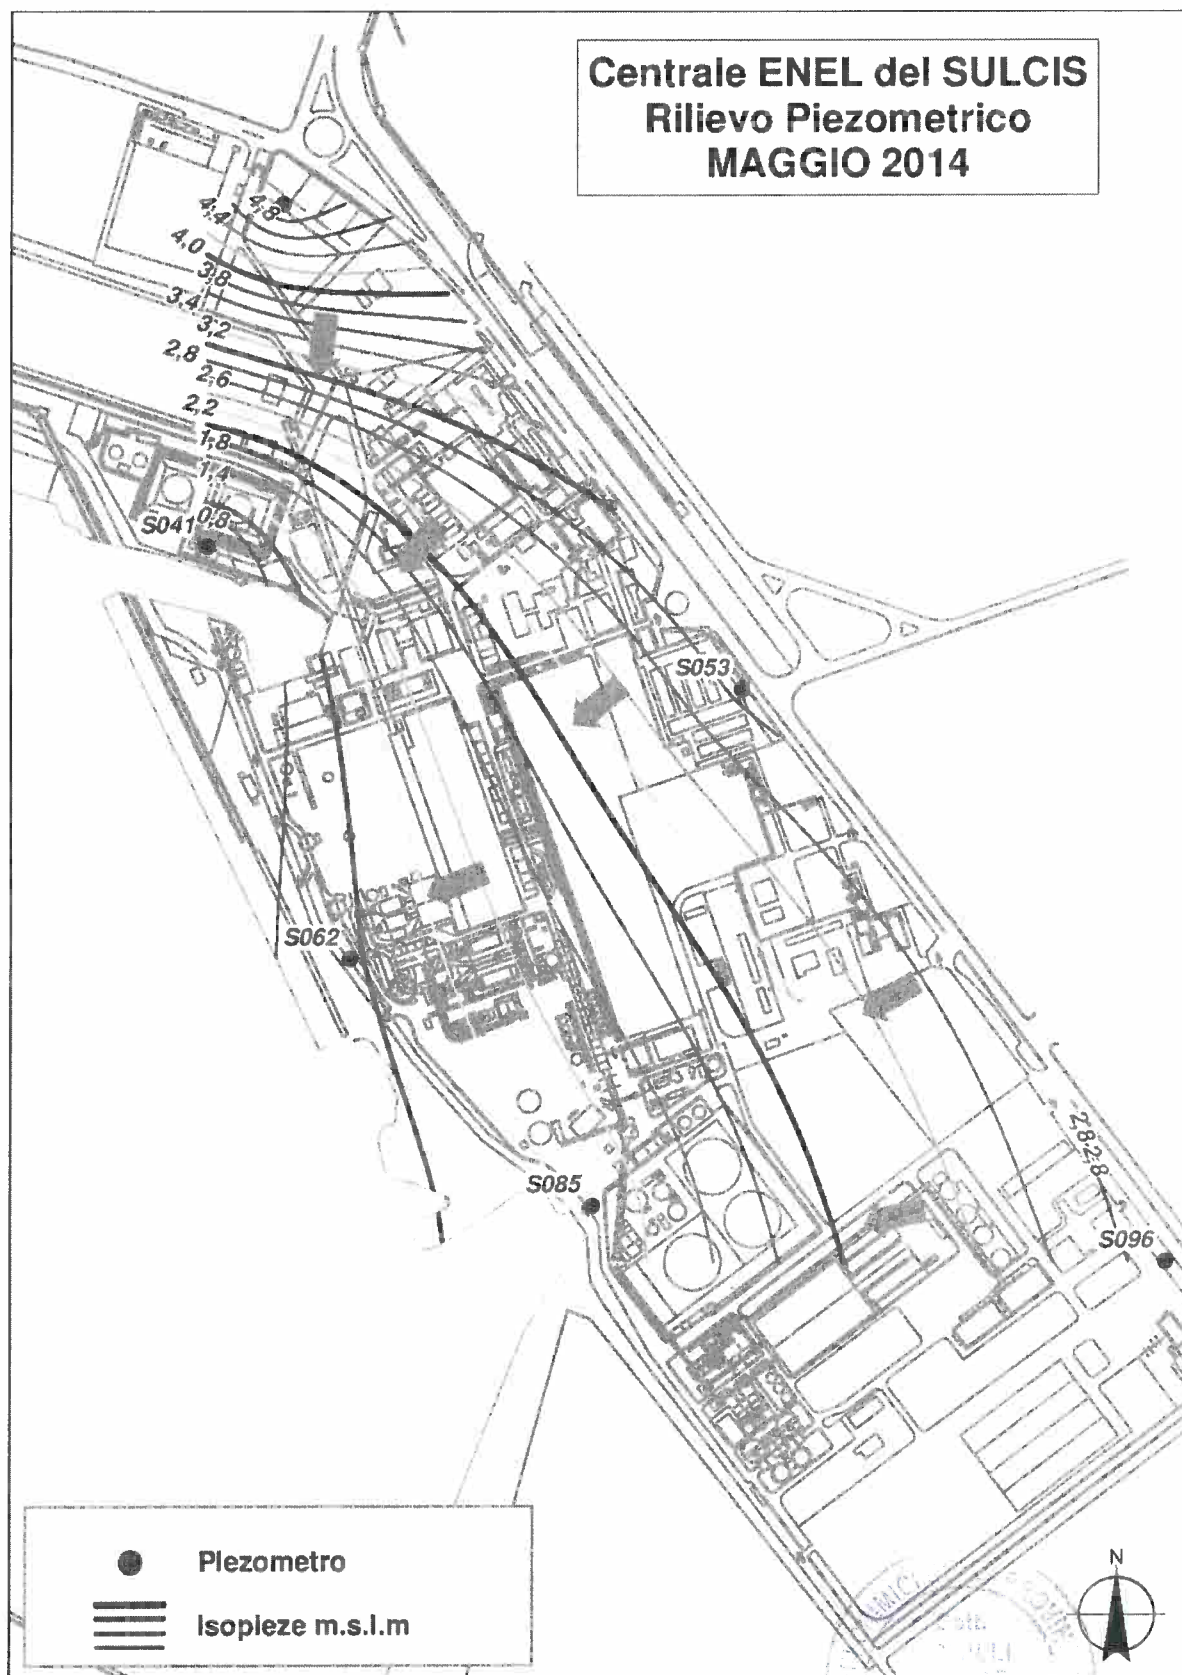 Centrale ENEL del SULCIS
Rilievo Piezometrico
MAGGIO 2014
4,8
4,4
4,0
3,8
3,4
3,2
2,8
2,6
2,2
1,8
1,4
0,8
S041
S053
S062
2,8
2,8
S085
S096
Piezometro
Isopieze m.s.l.m
N